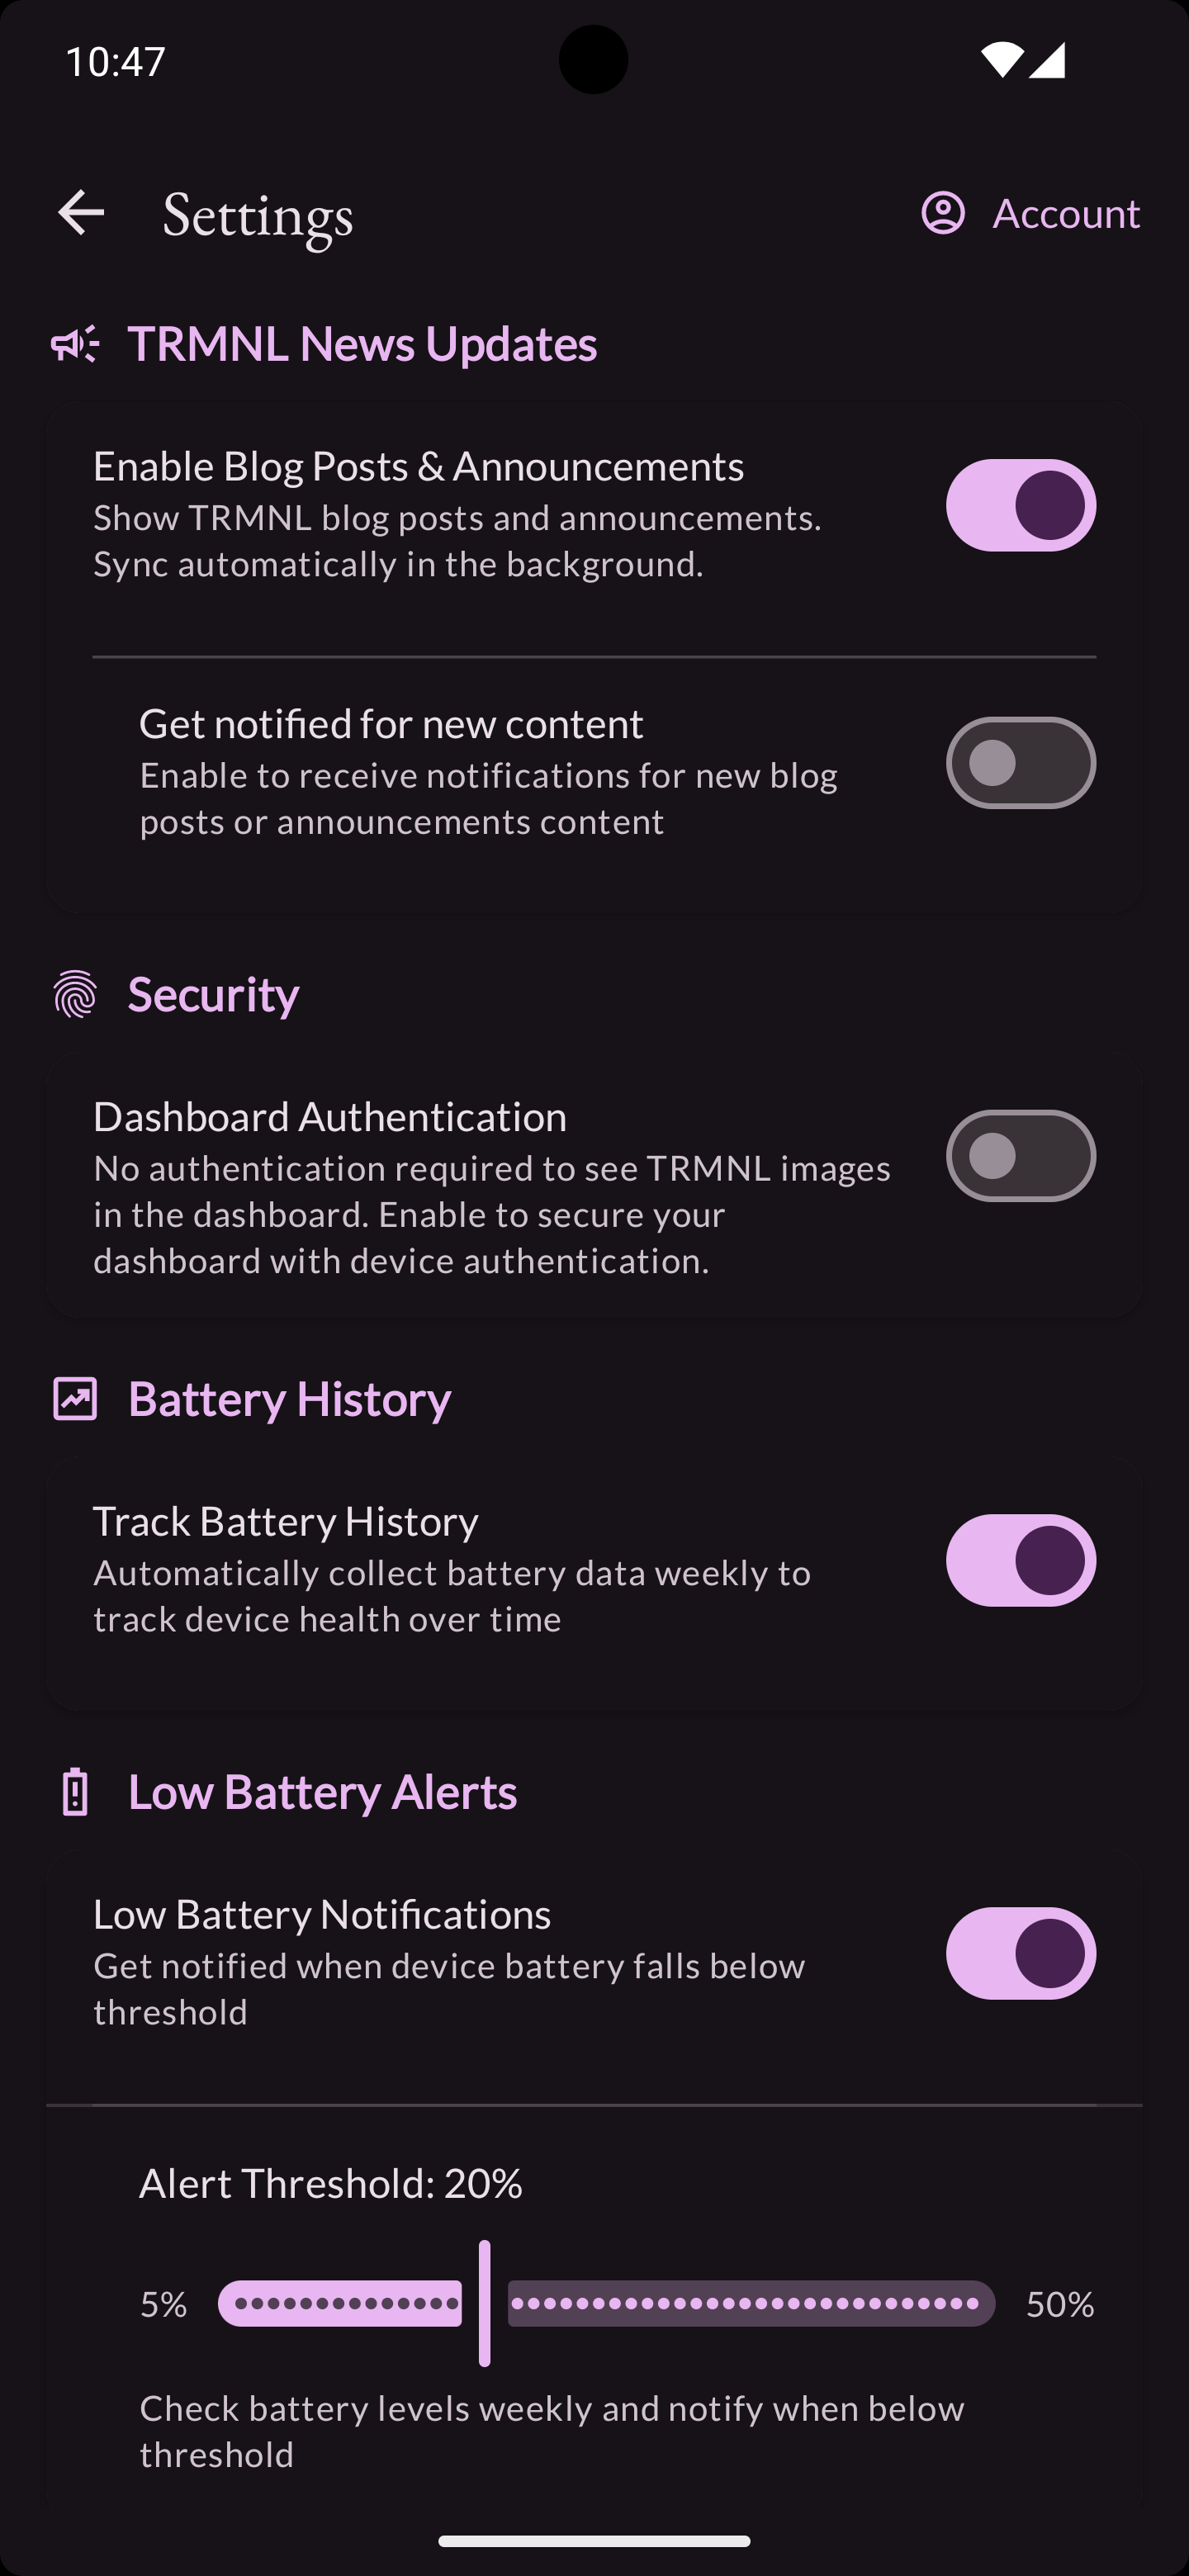 10:47
Settings
Account
TRMNL News Updates
Enable Blog Posts & Announcements
Show TRMNL blog posts and announcements.
Sync automatically in the background.
Get notified for new content
Enable to receive notifications for new blog
posts or announcements content
Security
Dashboard Authentication
No authentication required to see TRMNL images
in the dashboard. Enable to secure your
dashboard with device authentication.
Battery History
Track Battery History
Automatically collect battery data weekly to
track device health over time
Low Battery Alerts
Low Battery Notifications
Get notified when device battery falls below
threshold
Alert Threshold: 20%
5%
50%
Check battery levels weekly and notify when below
threshold